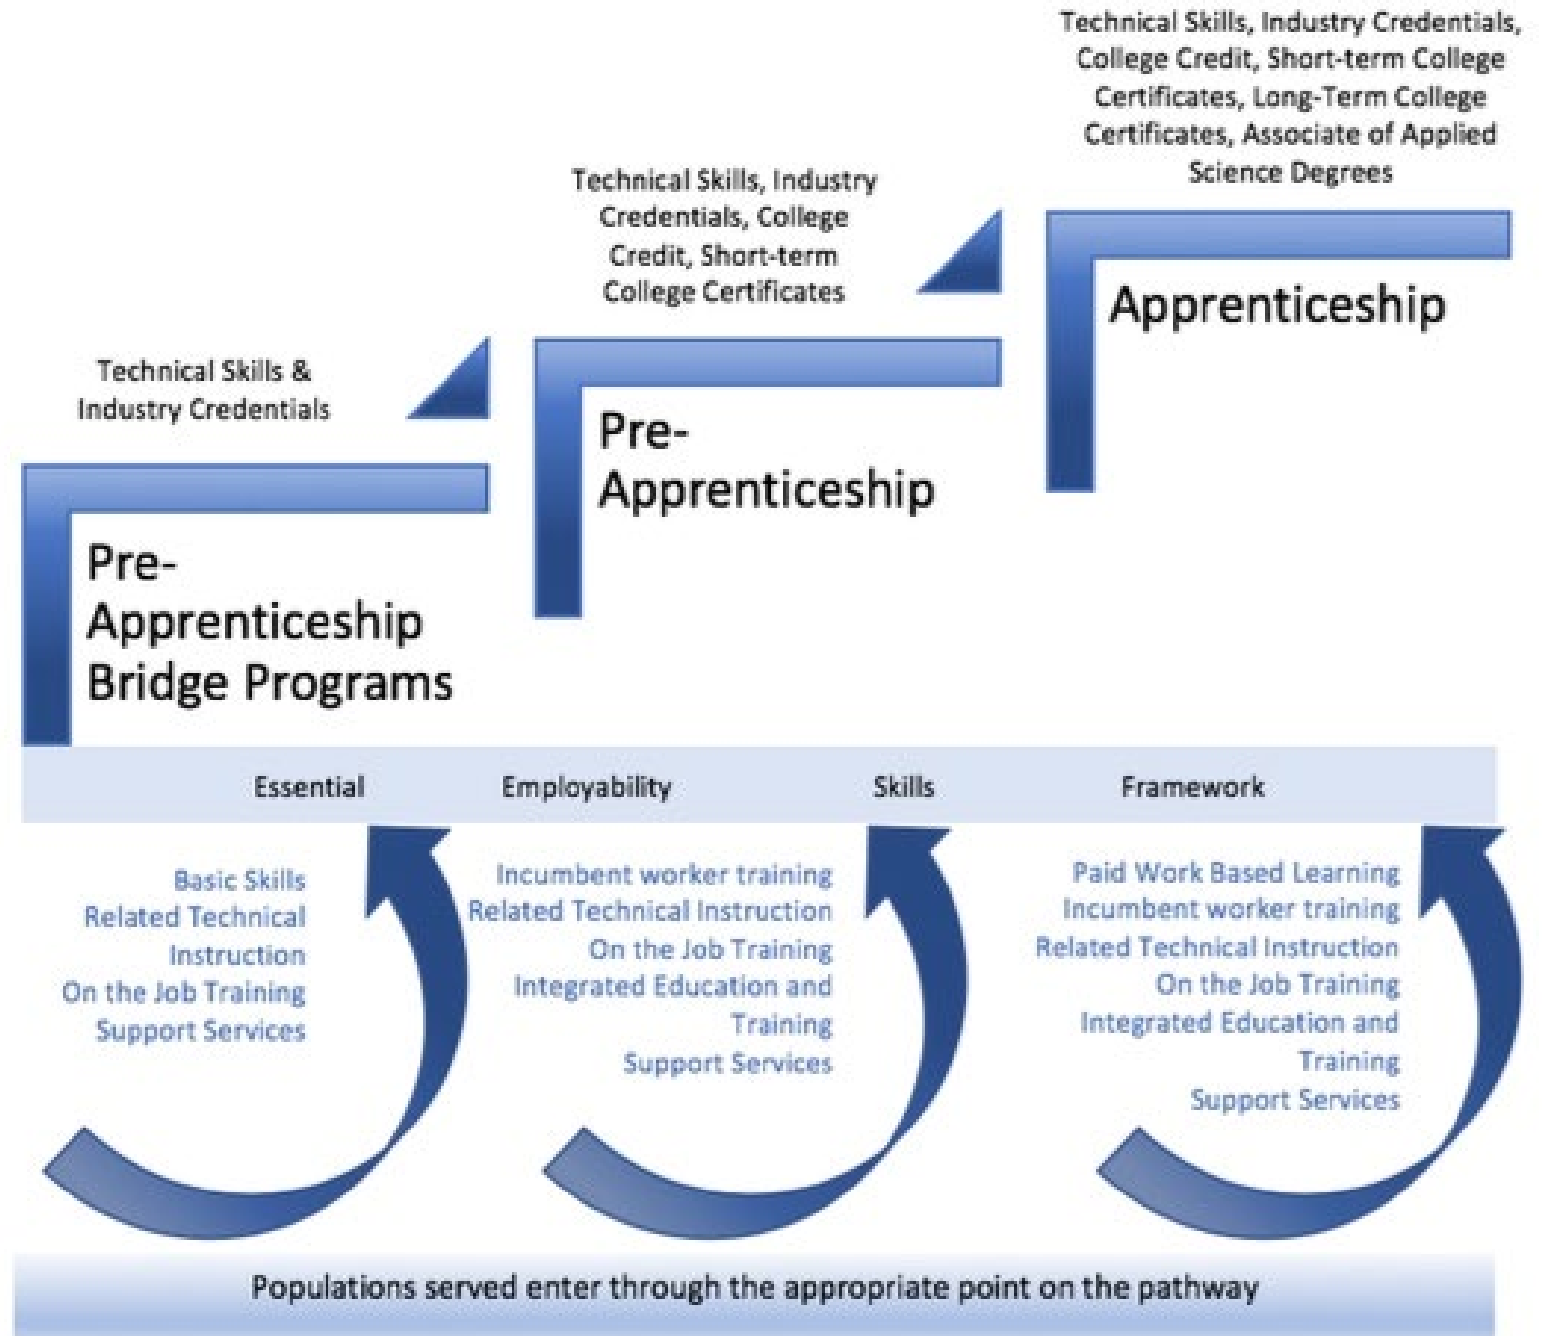 Technical Skills, Industry Credentials,
College Credit, Short-term College
Certificates, Long-Term College
Certificates, Associate of Applied
Science Degrees
Technical Skills, Industry
Credentials, College
Credit, Short-term
College Certificates
Technical Skills &
Industry Credentials
Apprenticeship
Pre-
Apprenticeship
Pre-
Apprenticeship
Bridge Programs
Essential Employability Skills Framework
Basic Skills
Related Technical
Instruction
On the Job Training
Support Services
Incumbent worker training
Related Technical Instruction
On the Job Training
Integrated Education and
Training
Support Services
Paid Work Based Learning
Incumbent worker training
Related Technical Instruction
On the Job Training
Integrated Education and
Training
Support Services
Populations served enter through the appropriate point on the pathway